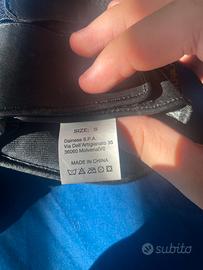 SIZE: S
Dainese S.P.A.
Via Dell'Artigianato 35
36060 Molvena(VI)
MADE IN CHINA
subito